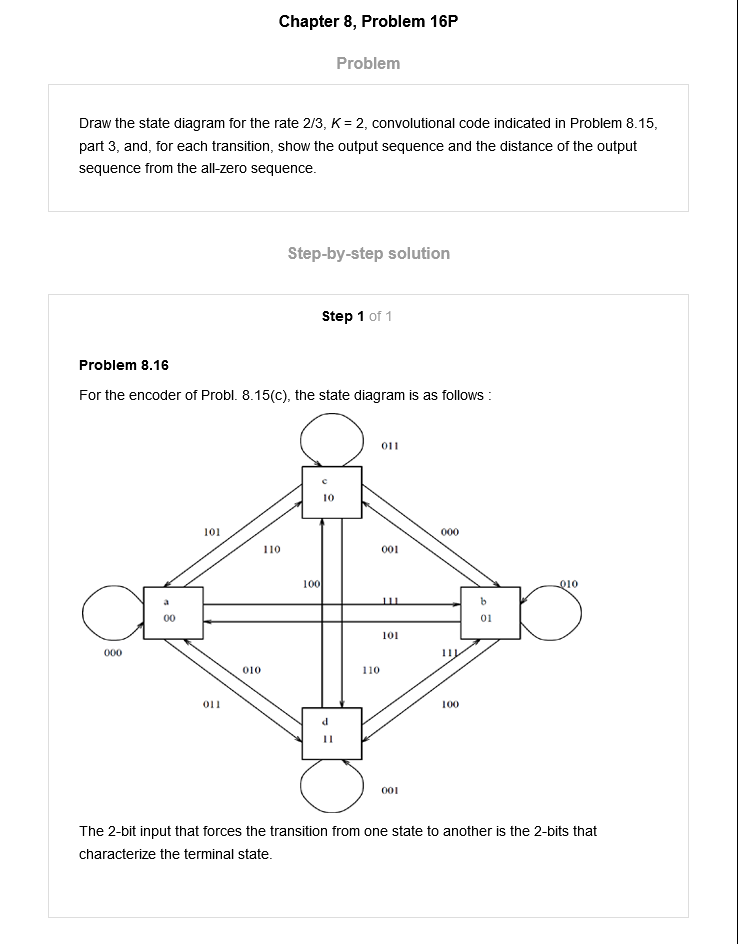 Chapter 8, Problem 16P
Problem
Draw the state diagram for the rate 2/3, K = 2, convolutional code indicated in Problem 8.15,
part 3, and, for each transition, show the output sequence and the distance of the output
sequence from the all-zero sequence.
Step-by-step solution
Step 1 of 1
Problem 8.16
For the encoder of Probl. 8.15(c), the state diagram is as follows :
011
c
10
101
000
110
001
100
010
a
111
b
00
01
101
000
010
110
111
011
100
d
11
001
The 2-bit input that forces the transition from one state to another is the 2-bits that
characterize the terminal state.